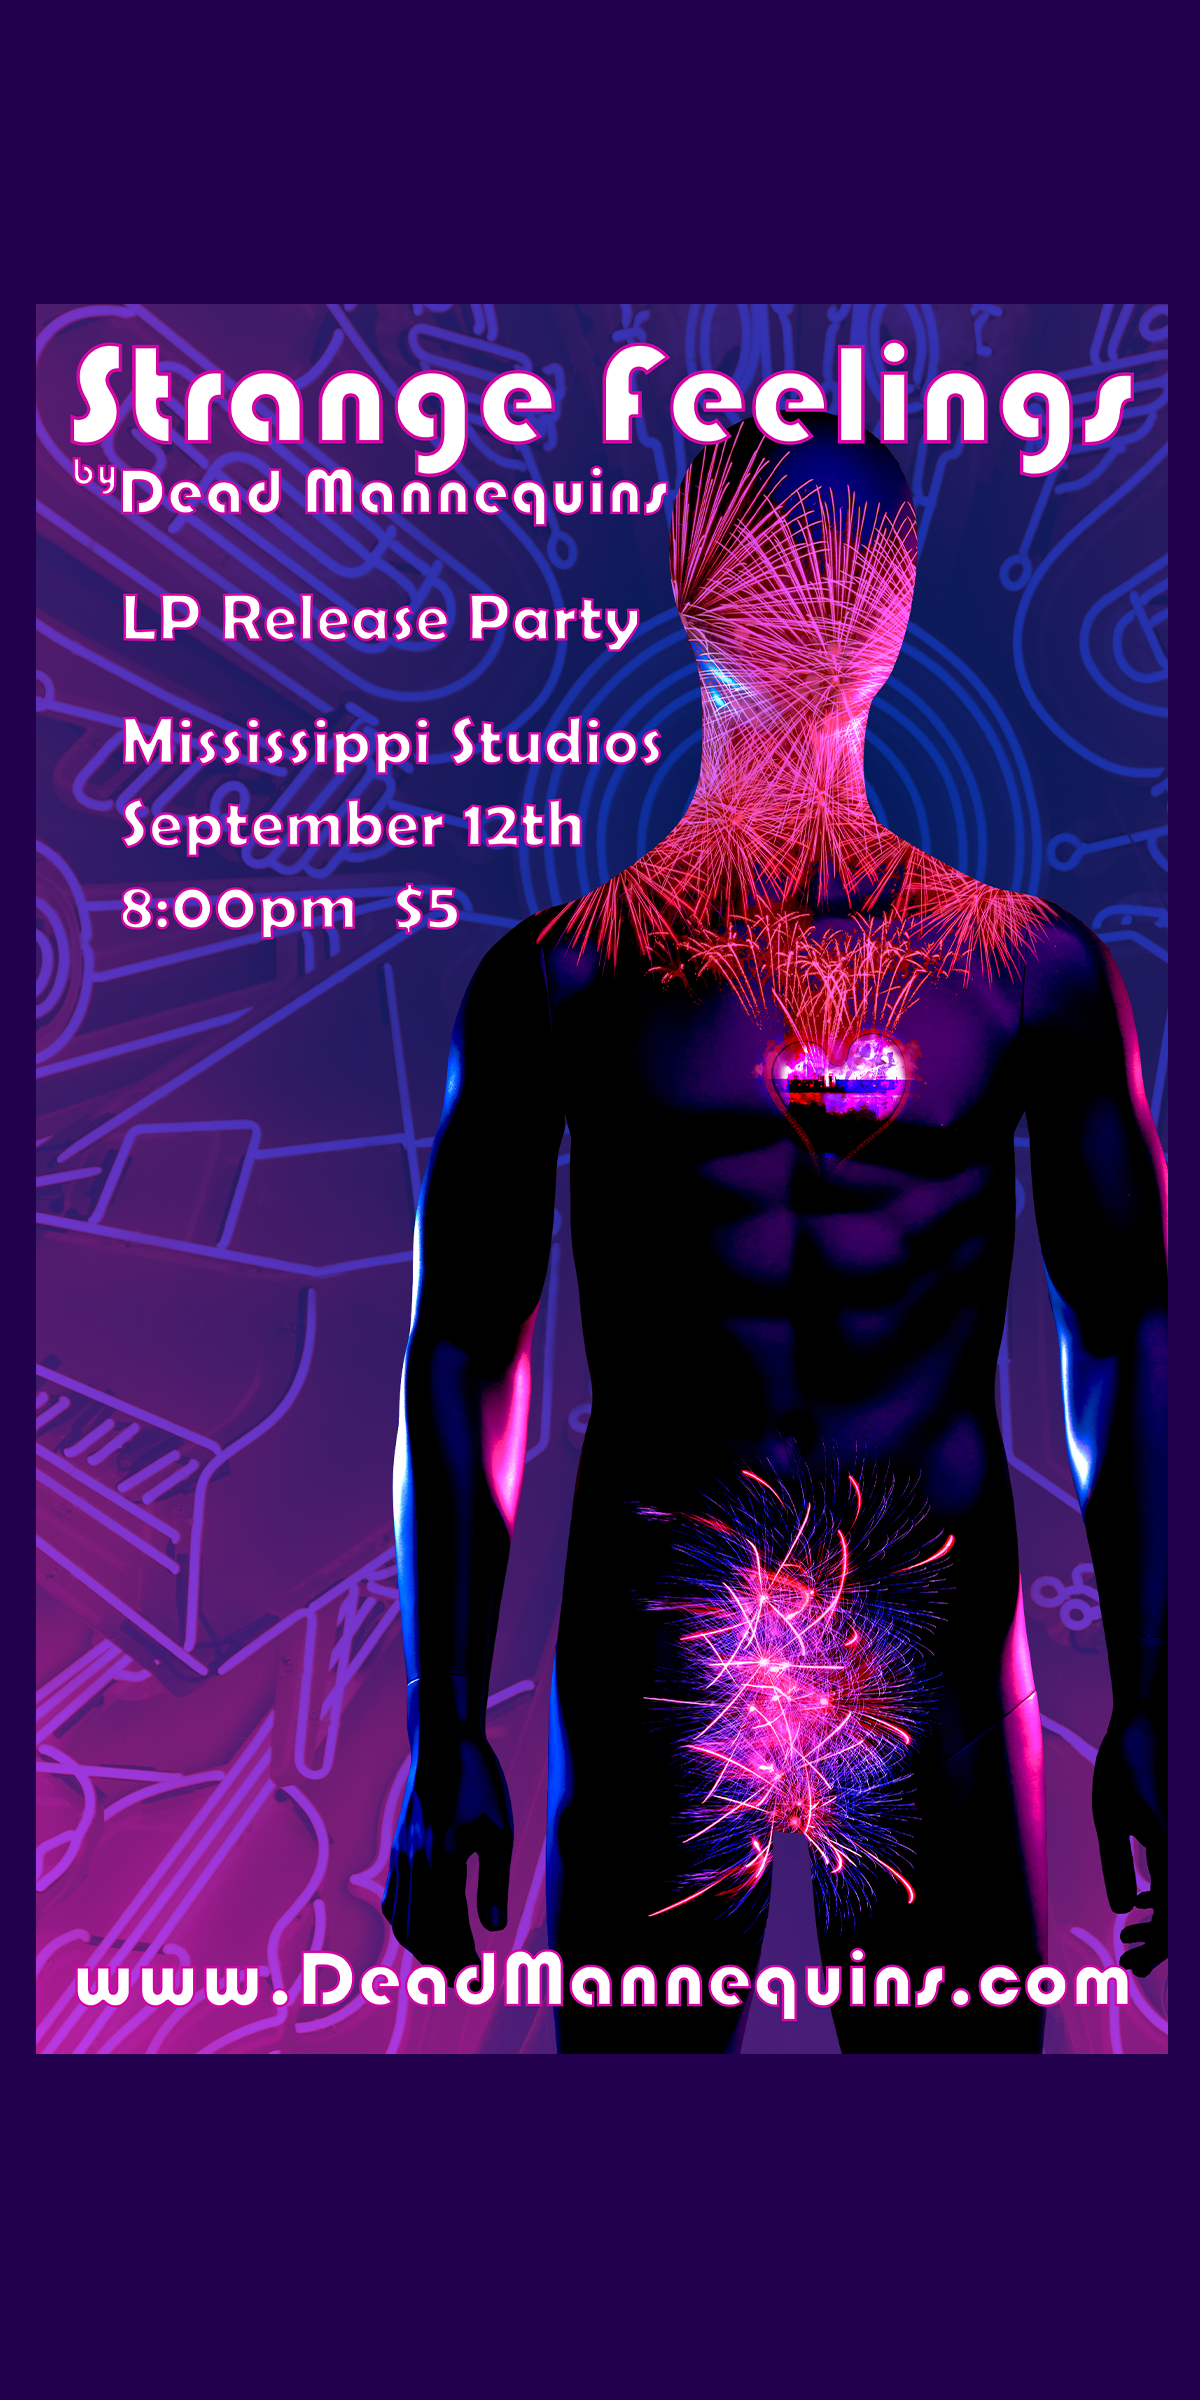 Strange Feelings
by Dead Mannequins
LP Release Party
Mississippi Studios
September 12th
8:00pm $5
www.DeadMannequins.com